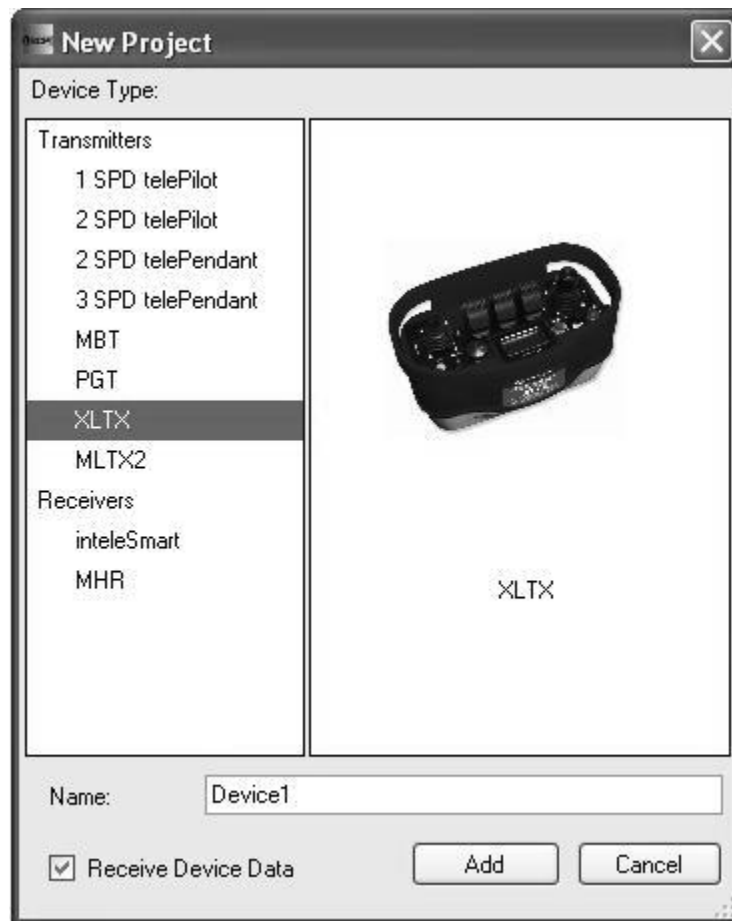 New Project
Device Type:
Transmitters
1 SPD telePilot
2 SPD telePilot
2 SPD telePendant
3 SPD telePendant
MBT
PGT
XLTX
MLTX2
Receivers
inteleSmart
MHR
XLTX
Name:
Device1
Receive Device Data
Add
Cancel